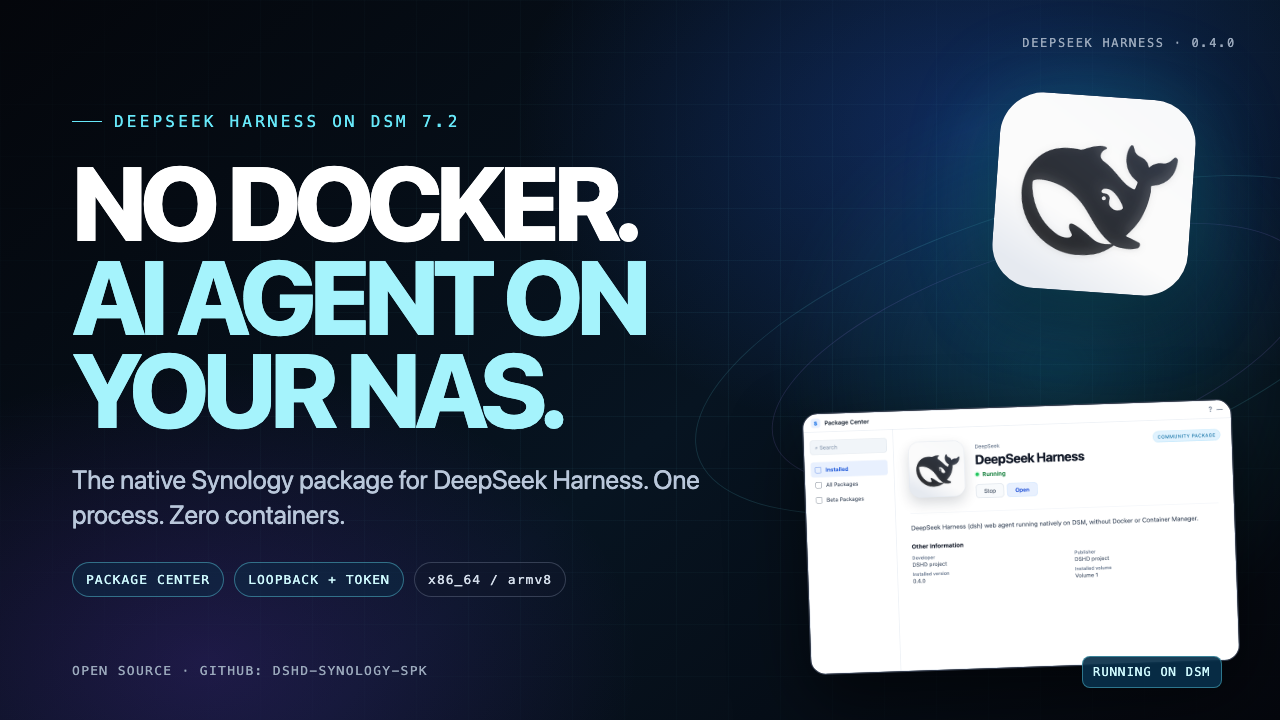 DEEPSEEK HARNESS · 0.4.0
DEEPSEEK HARNESS ON DSM 7.2
NO DOCKER.
AI AGENT ON
YOUR NAS.
The native Synology package for DeepSeek Harness. One
process. Zero containers.
PACKAGE CENTER
LOOPBACK + TOKEN
x86_64 / armv8
OPEN SOURCE · GITHUB: DSHD-SYNOLOGY-SPK
S Package Center
? —
Search
Installed
All Packages
Beta Packages
COMMUNITY PACKAGE
DeepSeek
DeepSeek Harness
Running
Stop
Open
DeepSeek Harness (dsh) web agent running natively on DSM, without Docker or Container Manager.
Other Information
Developer
DSHD project
Installed version
0.4.0
Publisher
DSHD project
Installed volume
Volume 1
RUNNING ON DSM